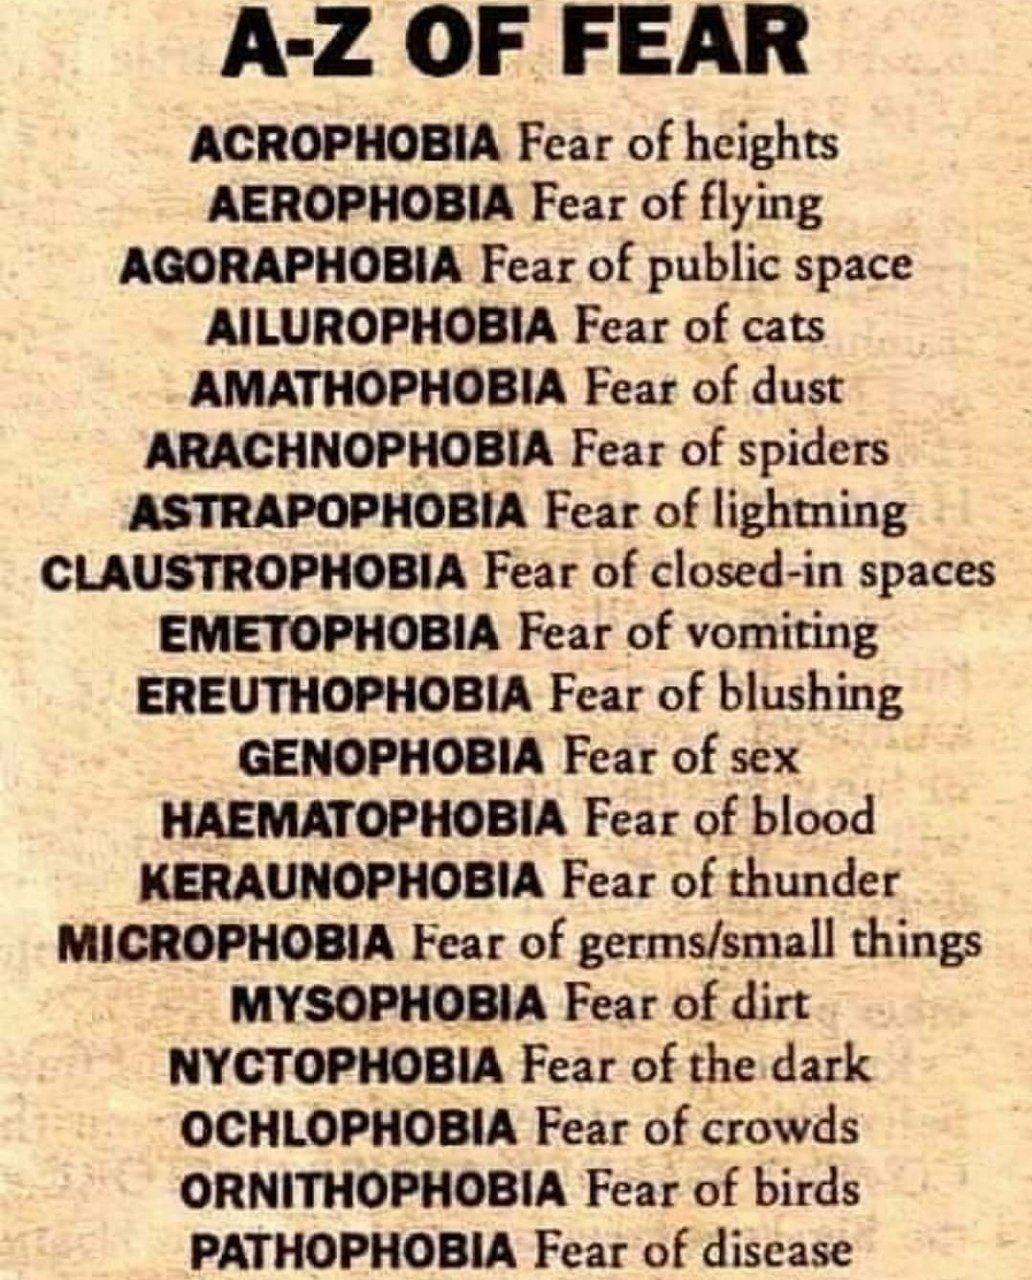 A-Z OF FEAR
ACROPHOBIA Fear of heights
AEROPHOBIA Fear of flying
AGORAPHOBIA Fear of public space
AILUROPHOBIA Fear of cats
AMATHOPHOBIA Fear of dust
ARACHNOPHOBIA Fear of spiders
ASTRAPOPHOBIA Fear of lightning
CLAUSTROPHOBIA Fear of closed-in spaces
EMETOPHOBIA Fear of vomiting
EREUTHOPHOBIA Fear of blushing
GENOPHOBIA Fear of sex
HAEMATOPHOBIA Fear of blood
KERAUNOPHOBIA Fear of thunder
MICROPHOBIA Fear of germs/small things
MYSOPHOBIA Fear of dirt
NYCTOPHOBIA Fear of the dark
OCHLOPHOBIA Fear of crowds
ORNITHOPHOBIA Fear of birds
PATHOPHOBIA Fear of disease